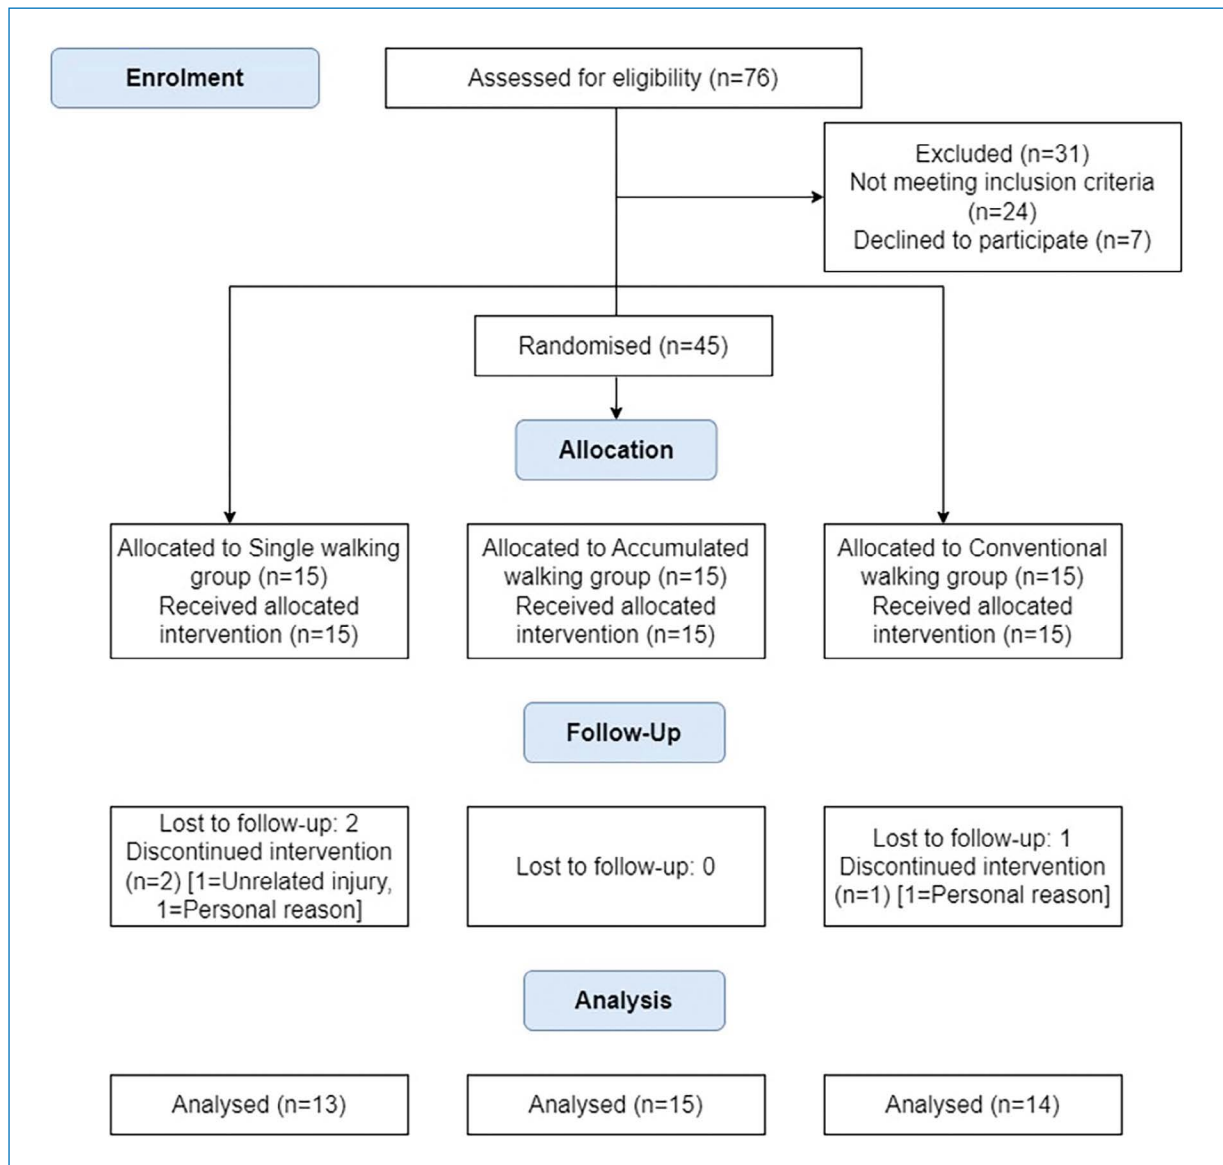 Enrolment
Assessed for eligibility (n=76)
Excluded (n=31)
Not meeting inclusion criteria
(n=24)
Declined to participate (n=7)
Randomised (n=45)
Allocation
Allocated to Single walking
group (n=15)
Received allocated
intervention (n=15)
Allocated to Accumulated
walking group (n=15)
Received allocated
intervention (n=15)
Allocated to Conventional
walking group (n=15)
Received allocated
intervention (n=15)
Follow-Up
Lost to follow-up: 2
Discontinued intervention
(n=2) [1=Unrelated injury,
1=Personal reason]
Lost to follow-up: 0
Lost to follow-up: 1
Discontinued intervention
(n=1) [1=Personal reason]
Analysis
Analysed (n=13)
Analysed (n=15)
Analysed (n=14)